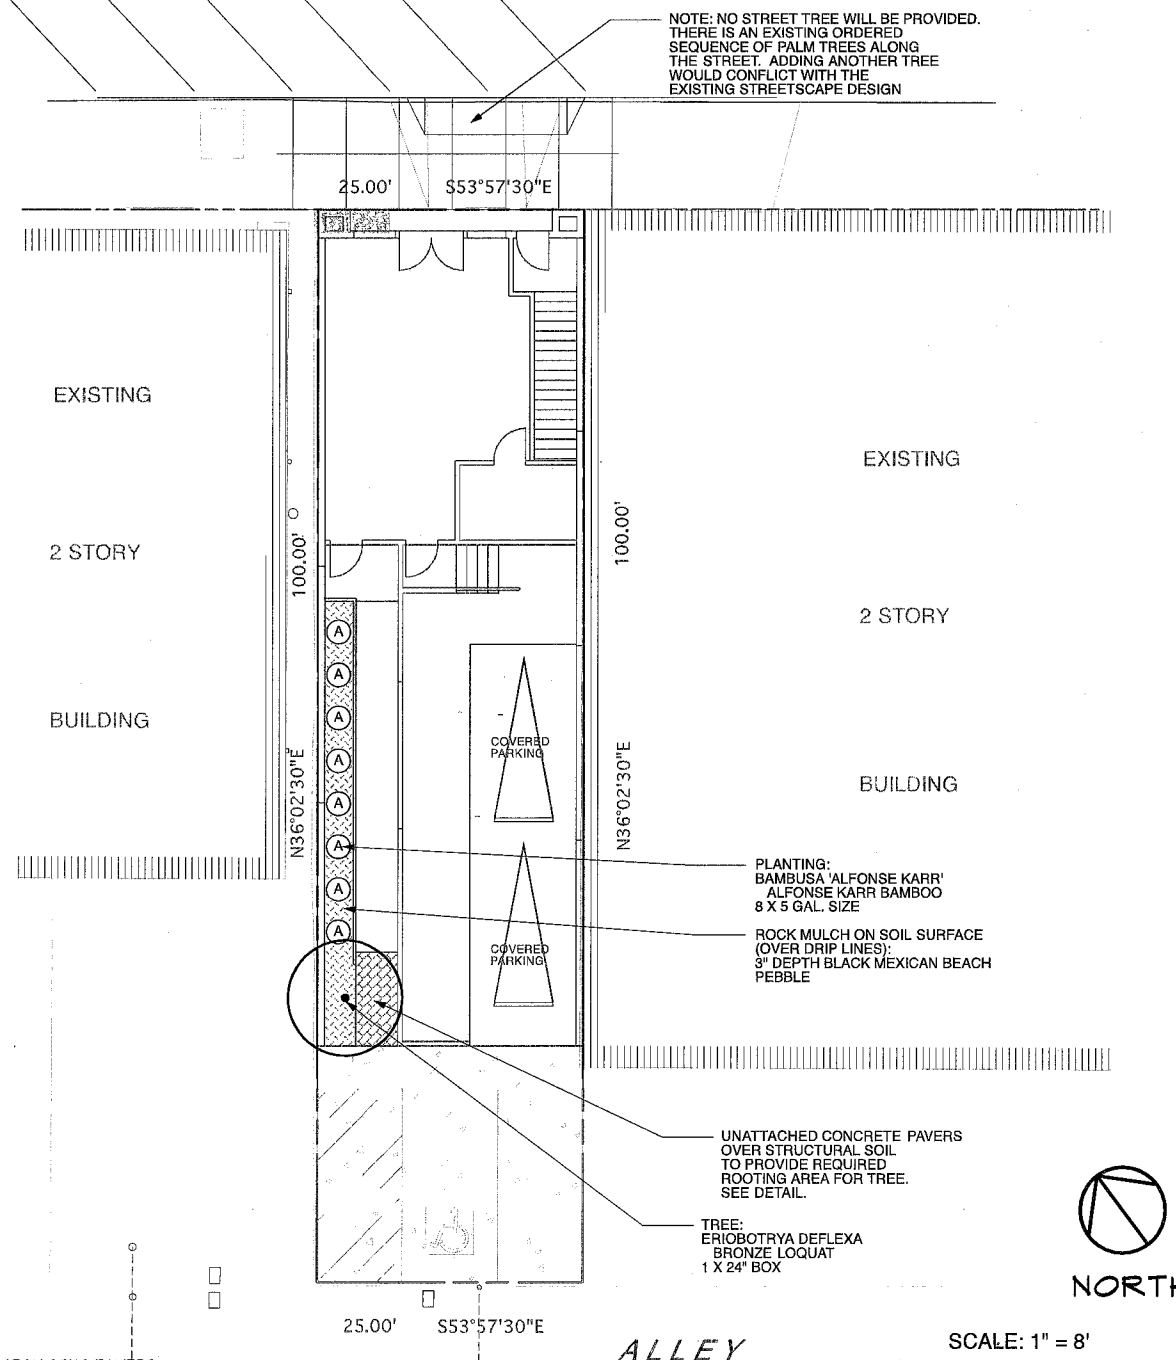 NOTE: NO STREET TREE WILL BE PROVIDED.
THERE IS AN EXISTING ORDERED
SEQUENCE OF PALM TREES ALONG
THE STREET. ADDING ANOTHER TREE
WOULD CONFLICT WITH THE
EXISTING STREETSCAPE DESIGN
25.00' S53°57'30"E
EXISTING
2 STORY
BUILDING
100.00'
N36°02'30"E
100.00'
N36°02'30"E
EXISTING
2 STORY
BUILDING
A
A
A
A
A
A
A
A
COVERED
PARKING
COVERED
PARKING
PLANTING:
BAMBUSA 'ALFONSE KARR'
ALFONSE KARR BAMBOO
8 X 5 GAL. SIZE
ROCK MULCH ON SOIL SURFACE
(OVER DRIP LINES):
3" DEPTH BLACK MEXICAN BEACH
PEBBLE
UNATTACHED CONCRETE PAVERS
OVER STRUCTURAL SOIL
TO PROVIDE REQUIRED
ROOTING AREA FOR TREE.
SEE DETAIL.
TREE:
ERIOBOTRYA DEFLEXA
BRONZE LOQUAT
1 X 24" BOX
NORTH
25.00' S53°57'30"E
ALLEY
SCALE: 1" = 8'